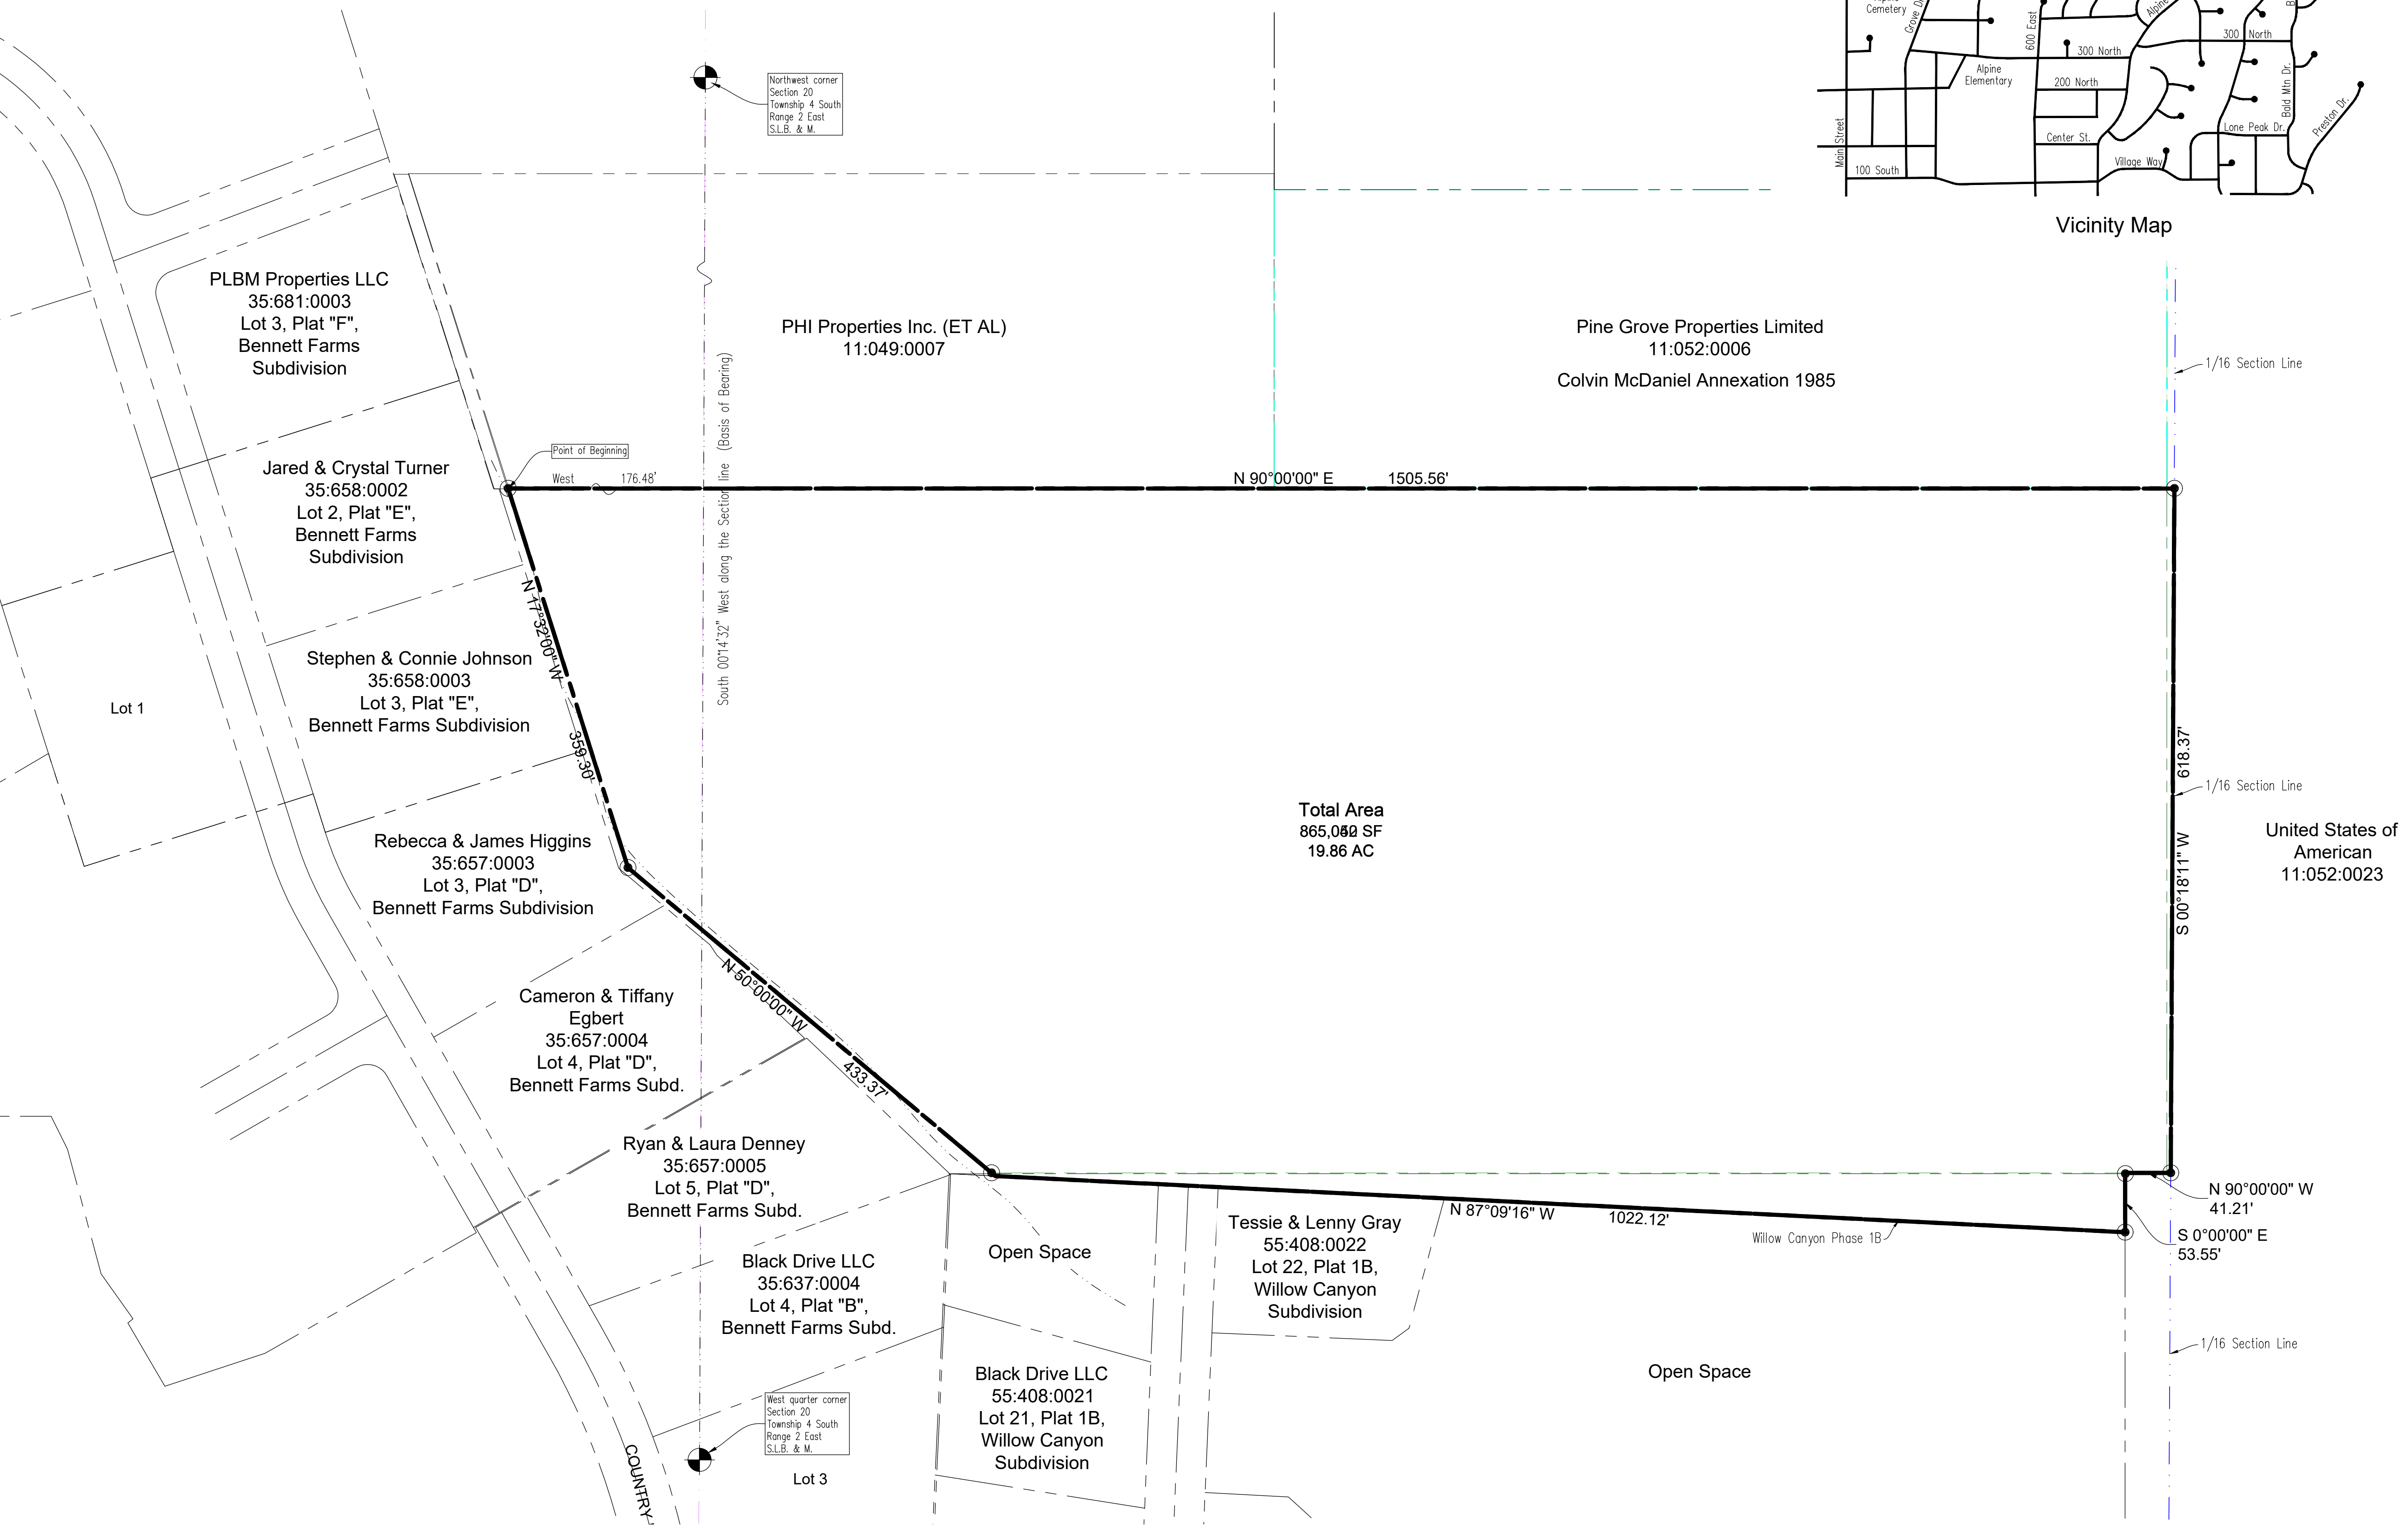 Alpine
Cemetery
Grove Dr.
600 East
Alpine
300 North
300 North
Alpine
Elementary
200 North
Bald Mtn Dr.
Preston Dr.
Main Street
Center St.
Lone Peak Dr.
Village Way
100 South
Vicinity Map
Northwest corner
Section 20
Township 4 South
Range 2 East
S.L.B. & M.
PLBM Properties LLC
35:681:0003
Lot 3, Plat "F",
Bennett Farms
Subdivision
PHI Properties Inc. (ET AL)
11:049:0007
Pine Grove Properties Limited
11:052:0006
Colvin McDaniel Annexation 1985
1/16 Section Line
South 00°14'32" West along the Section line (Basis of Bearing)
Point of Beginning
West 176.48'
N 90°00'00" E 1505.56'
Jared & Crystal Turner
35:658:0002
Lot 2, Plat "E",
Bennett Farms
Subdivision
N 17°32'00" W
359.30'
Stephen & Connie Johnson
35:658:0003
Lot 3, Plat "E",
Bennett Farms Subdivision
Lot 1
618.37'
S 00°18'11" W
1/16 Section Line
Total Area
SF
19.86 AC
United States of
American
11:052:0023
Rebecca & James Higgins
35:657:0003
Lot 3, Plat "D",
Bennett Farms Subdivision
N 50°00'00" W
433.37'
Cameron & Tiffany
Egbert
35:657:0004
Lot 4, Plat "D",
Bennett Farms Subd.
Ryan & Laura Denney
35:657:0005
Lot 5, Plat "D",
Bennett Farms Subd.
N 90°00'00" W
41.21'
S 0°00'00" E
53.55'
N 87°09'16" W 1022.12'
Willow Canyon Phase 1B
Tessie & Lenny Gray
55:408:0022
Lot 22, Plat 1B,
Willow Canyon
Subdivision
Open Space
Black Drive LLC
35:637:0004
Lot 4, Plat "B",
Bennett Farms Subd.
1/16 Section Line
Open Space
Black Drive LLC
55:408:0021
Lot 21, Plat 1B,
Willow Canyon
Subdivision
West quarter corner
Section 20
Township 4 South
Range 2 East
S.L.B. & M.
Lot 3
COUNTRY